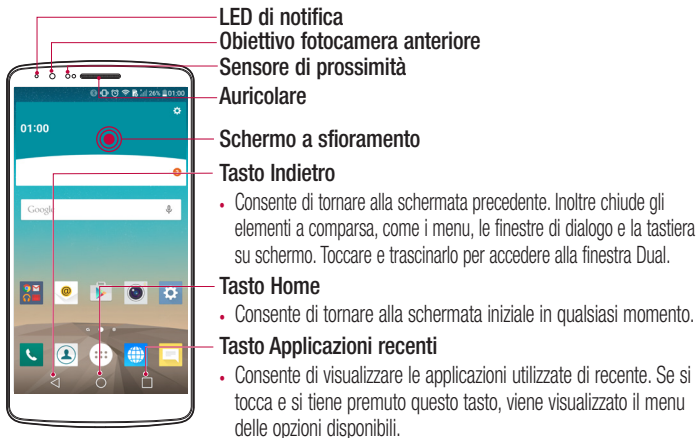 LED di notifica
Obiettivo fotocamera anteriore
Sensore di prossimità
Auricolare
Schermo a sfioramento
Tasto Indietro
• Consente di tornare alla schermata precedente. Inoltre chiude gli
elementi a comparsa, come i menu, le finestre di dialogo e la tastiera
su schermo. Toccare e trascinarlo per accedere alla finestra Dual.
Tasto Home
• Consente di tornare alla schermata iniziale in qualsiasi momento.
Tasto Applicazioni recenti
• Consente di visualizzare le applicazioni utilizzate di recente. Se si
tocca e si tiene premuto questo tasto, viene visualizzato il menu
delle opzioni disponibili.
26% 01:00
01:00
Google